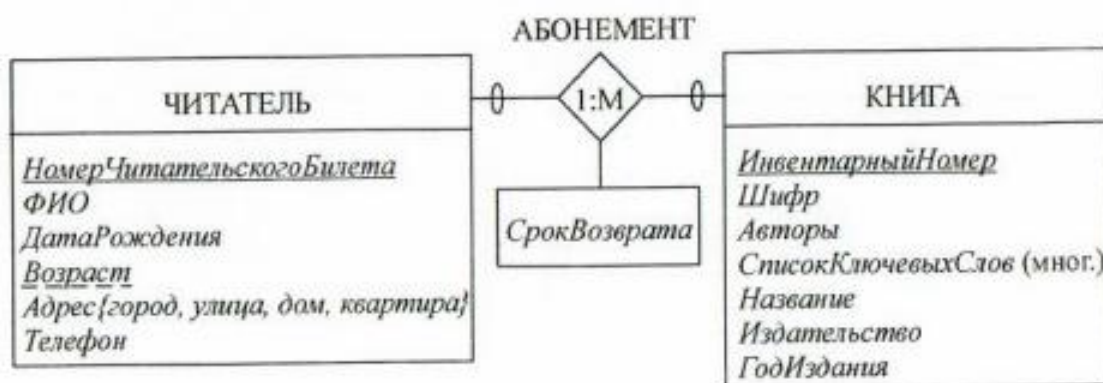 АБОНЕМЕНТ
ЧИТАТЕЛЬ
1:М
КНИГА
НомерЧитательскогоБилета
ФИО
ДатаРождения
Возраст
Адрес{город, улица, дом, квартира}
Телефон
СрокВозврата
ИнвентарныйНомер
Шифр
Авторы
СписокКлючевыхСлов (мног.)
Название
Издательство
ГодИздания